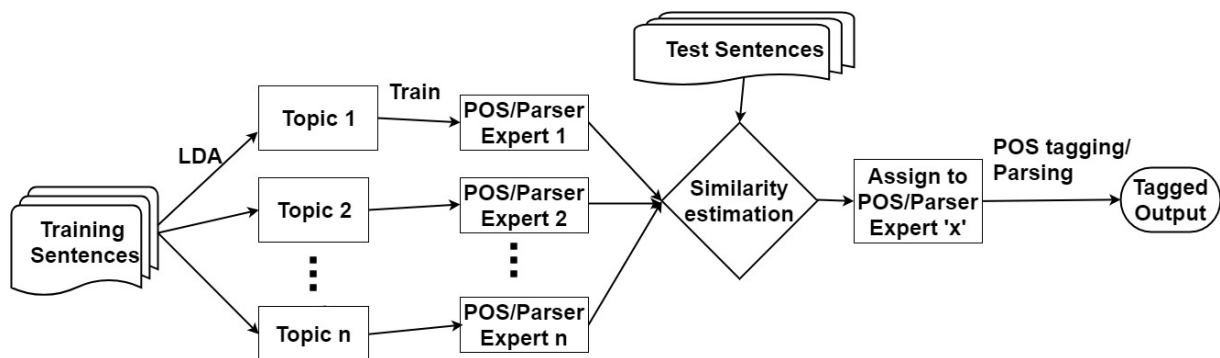 Test Sentences
Topic 1
Train
POS/Parser
Expert 1
LDA
Training
Sentences
Topic 2
POS/Parser
Expert 2
Topic n
POS/Parser
Expert n
Similarity
estimation
Assign to
POS/Parser
Expert 'x'
POS tagging/
Parsing
Tagged
Output